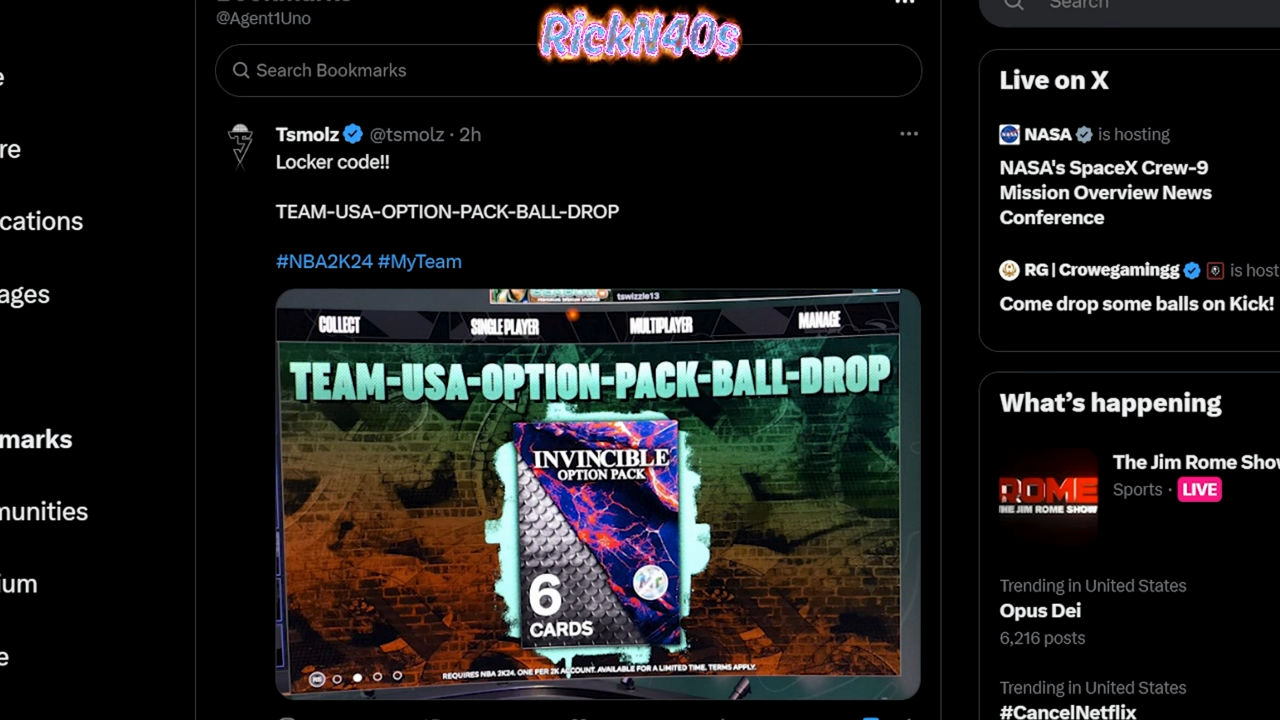 @Agent1Uno
RickN40s
Search
Search Bookmarks
Tsmolz @tsmolz · 2h
Locker code!!
TEAM-USA-OPTION-PACK-BALL-DROP
#NBA2K24 #MyTeam
tswizzle13
COLLECT
SINGLE PLAYER
MULTIPLAYER
MANAGE
TEAM-USA-OPTION-PACK-BALL-DROP
INVINCIBLE
OPTION PACK
6
CARDS
REQUIRES NBA 2K24. ONE PER 2K ACCOUNT. AVAILABLE FOR A LIMITED TIME. TERMS APPLY.
e
re
cations
ages
marks
munities
ium
e
Live on X
NASA is hosting
NASA's SpaceX Crew-9
Mission Overview News
Conference
RG | Crowegamingg is host
Come drop some balls on Kick!
What's happening
ROME
THE JIM ROME SHOW
The Jim Rome Show
Sports · LIVE
Trending in United States
Opus Dei
6,216 posts
Trending in United States
#CancelNetflix